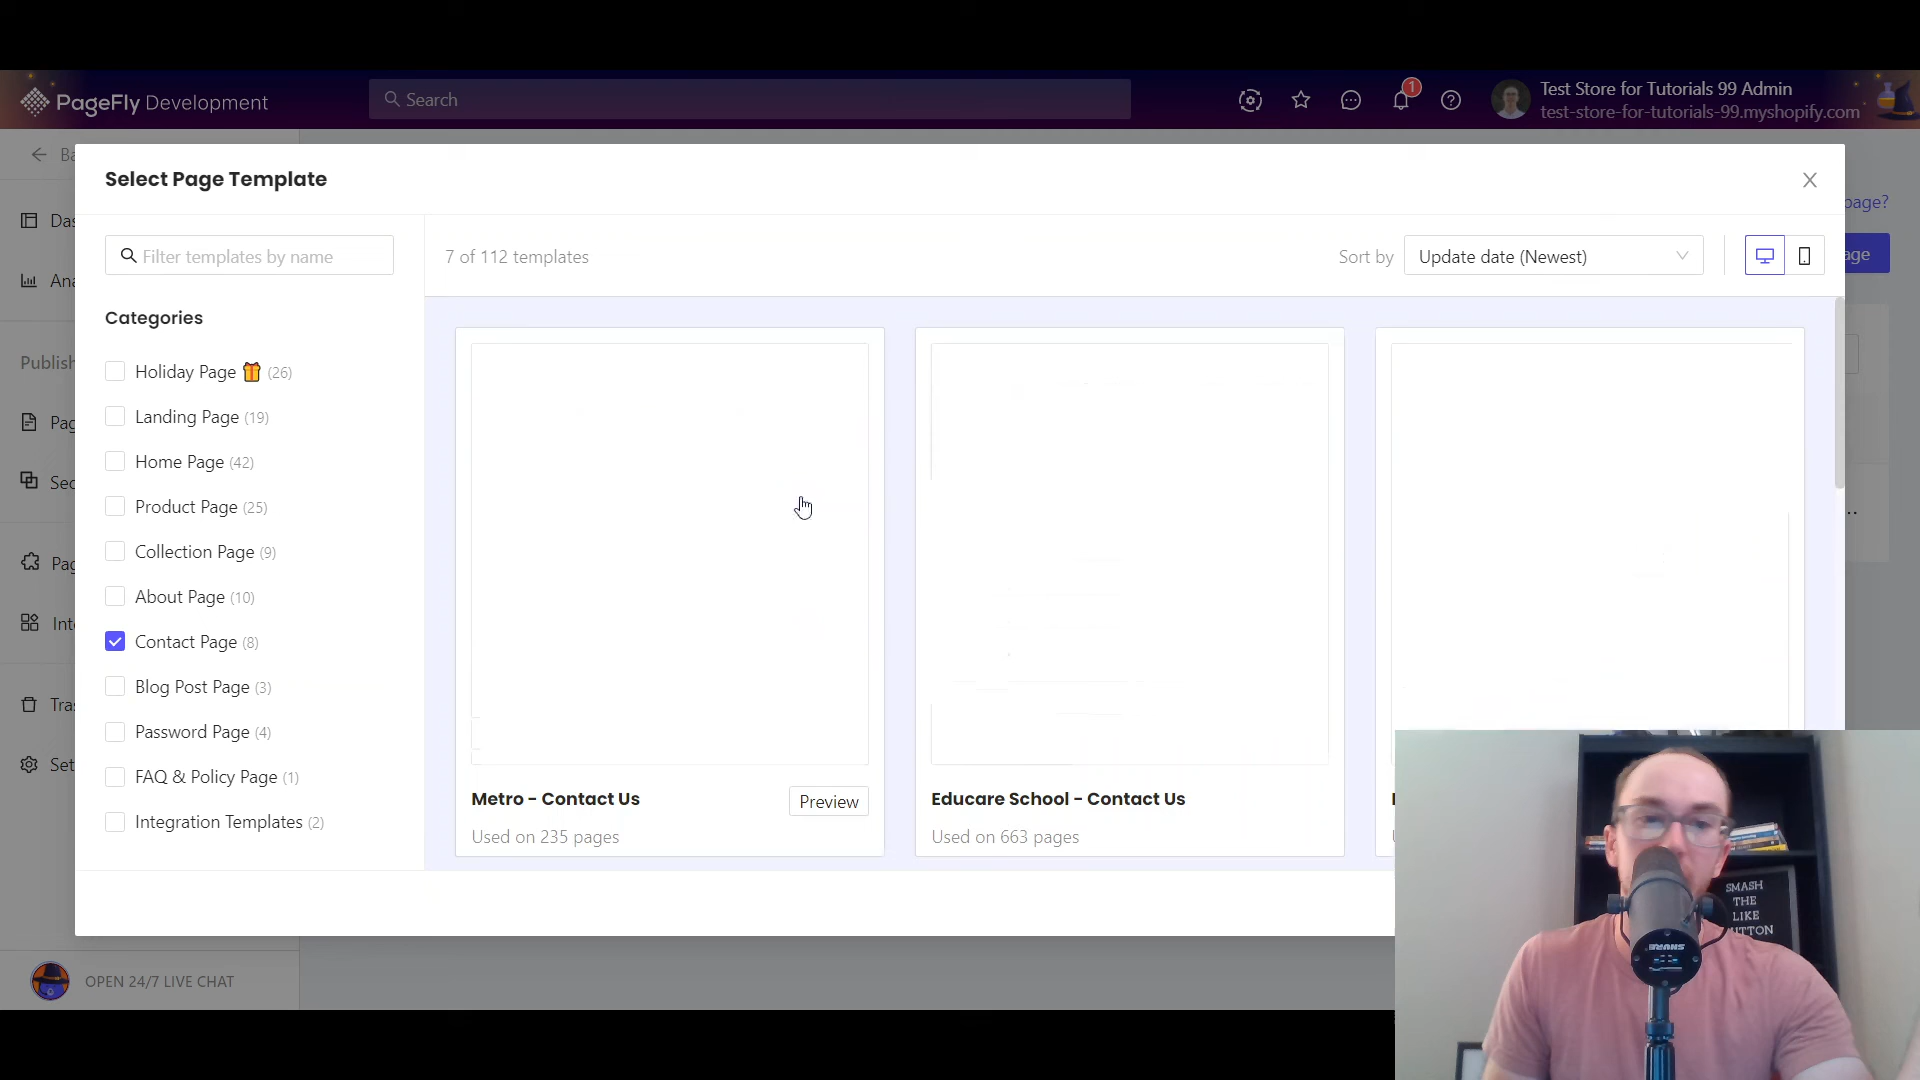 PageFly Development
Search
1
Test Store for Tutorials 99 Admin
test-store-for-tutorials-99.myshopify.com
page?
Select Page Template
Filter templates by name
7 of 112 templates
Sort by
Update date (Newest)
Categories
Holiday Page 🎁 (26)
Landing Page (19)
Home Page (42)
Product Page (25)
Collection Page (9)
About Page (10)
Contact Page (8)
Blog Post Page (3)
Password Page (4)
FAQ & Policy Page (1)
Integration Templates (2)
Metro - Contact Us
Preview
Used on 235 pages
Educare School - Contact Us
Used on 663 pages
OPEN 24/7 LIVE CHAT
SMASH
THE
LIKE
SHURE